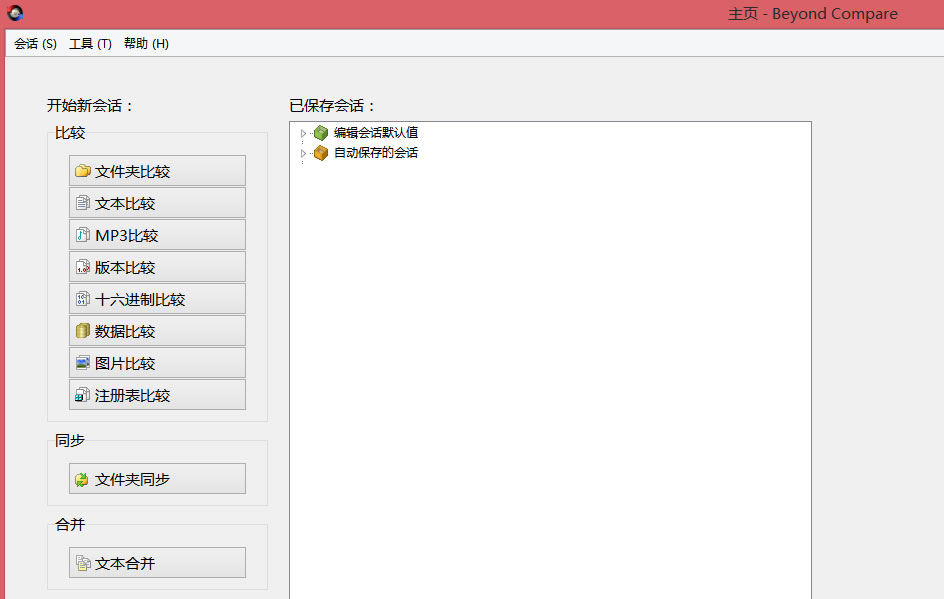 主页 - Beyond Compare
会话 (S) 工具 (T) 帮助 (H)
开始新会话：
比较
文件夹比较
文本比较
MP3比较
版本比较
十六进制比较
数据比较
图片比较
注册表比较
同步
文件夹同步
合并
文本合并
已保存会话：
编辑会话默认值
自动保存的会话